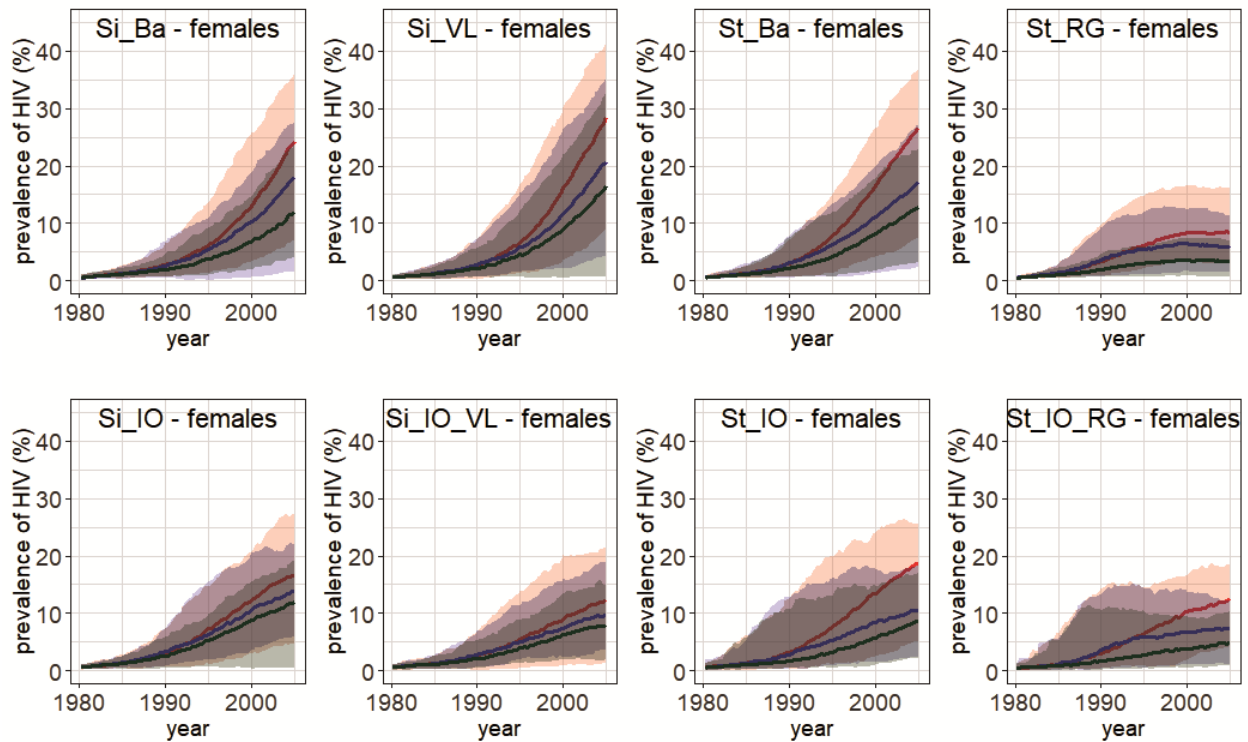 Si_Ba - females
prevalence of HIV (%)
40
30
20
10
0
1980 1990 2000
year
Si_VL - females
prevalence of HIV (%)
40
30
20
10
0
1980 1990 2000
year
St_Ba - females
prevalence of HIV (%)
40
30
20
10
0
1980 1990 2000
year
St_RG - females
prevalence of HIV (%)
40
30
20
10
0
1980 1990 2000
year
Si_IO - females
prevalence of HIV (%)
40
30
20
10
0
1980 1990 2000
year
Si_IO_VL - females
prevalence of HIV (%)
40
30
20
10
0
1980 1990 2000
year
St_IO - females
prevalence of HIV (%)
40
30
20
10
0
1980 1990 2000
year
St_IO_RG - females
prevalence of HIV (%)
40
30
20
10
0
1980 1990 2000
year